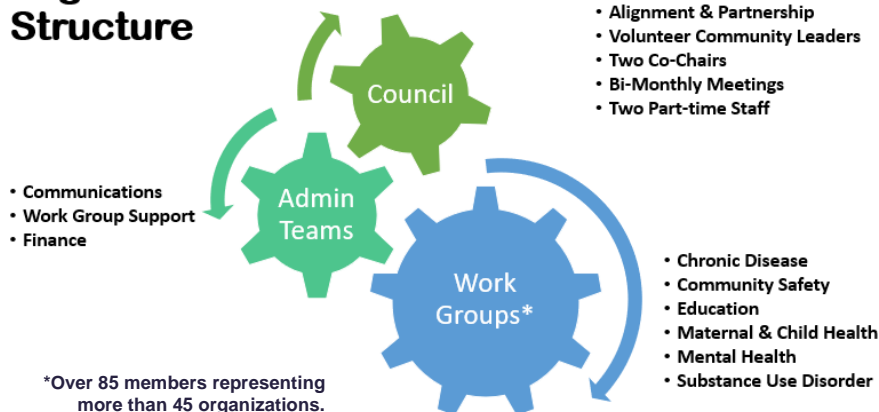 Structure
Council
• Alignment & Partnership
• Volunteer Community Leaders
• Two Co-Chairs
• Bi-Monthly Meetings
• Two Part-time Staff
• Communications
• Work Group Support
• Finance
Admin
Teams
Work
Groups*
• Chronic Disease
• Community Safety
• Education
• Maternal & Child Health
• Mental Health
• Substance Use Disorder
*Over 85 members representing
more than 45 organizations.